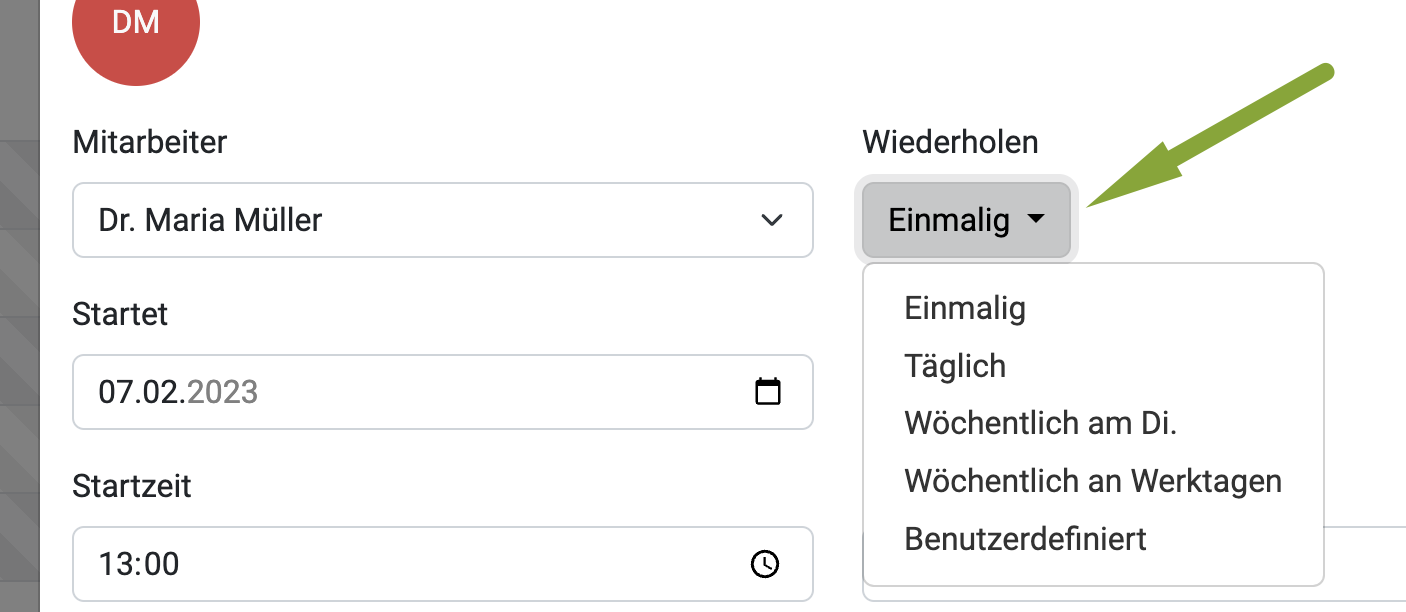 DM
Mitarbeiter
Dr. Maria Müller
Wiederholen
Einmalig
Einmalig
Täglich
Wöchentlich am Di.
Wöchentlich an Werktagen
Benutzerdefiniert
Startet
07.02.2023
Startzeit
13:00